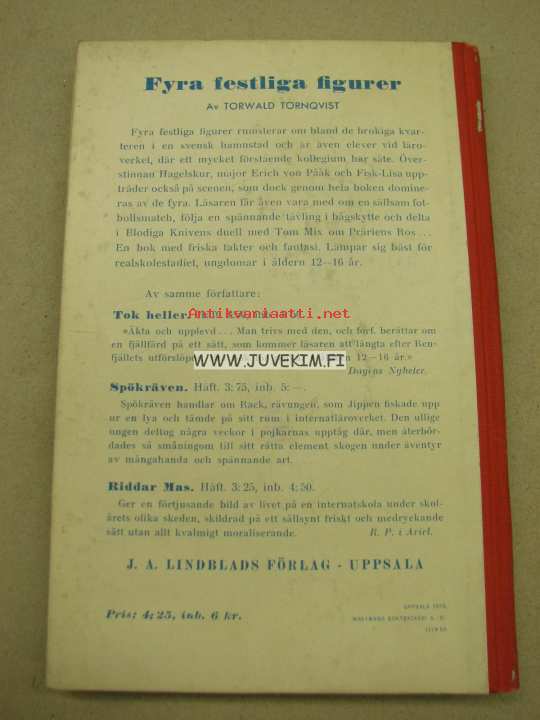 Fyra festliga figurer
Av TORWALD TÖRNQVIST
Fyra festliga figurer rumsterar om bland de brokiga kvar-
teren i en svensk hamnstad och är även elever vid läro-
verket, där ett mycket förstående kollegium har säte. Över-
stinnan Hagelskur, major Erich von Pääk och Fisk-Lisa upp-
träder också på scenen, som dock genom hela boken domine-
ras av de fyra. Läsaren får även vara med om en sällsam fot-
bollsmatch, följa en spännande tävling i bågskytte och delta
i Blodiga Knivens duell med Tom Mix om Präriens Ros...
En bok med friska takter och fantasi. Lämpar sig bäst för
realskolestadiet, ungdomar i åldern 12—16 år.
Av samme författare:
Tok heller.
Antikvariaatti.net
»Äkta och upplevd... Man trivs med den, och förf. berättar om
en fjällfärd på ett sätt, som kommer läsaren att längta efter Ren-
fjällets 12—16 år.»
WWW.JUVEKIM.FI
Dagens Nyheter.
Spökräven. Häft. 3:75, inb. 5:—.
Spökräven handlar om Rack, rävungen, som Jippen fiskade upp
ur en lya och tämde på sitt rum i internatläroverket. Den ullige
ungen deltog några veckor i pojkarnas upptåg där, men återbör-
dades så småningom till sitt rätta element skogen under äventyr
av mångahanda och spännande art.
Riddar Mas. Häft. 3:25, inb. 4:50.
Ger en förtjusande bild av livet på en internatskola under skol-
årets olika skeden, skildrad på ett sällsynt friskt och medryckande
sätt utan allt kvalmigt moraliserande. R. P. i Ariel.
J. A. LINDBLADS FÖRLAG - UPPSALA
Pris: 4:25, inb. 6 kr.
UPPSALA